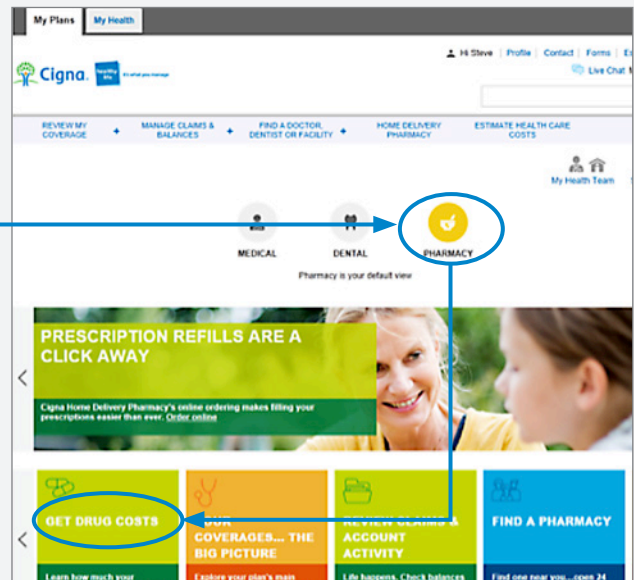 My Plans My Health
Hi Steve | Profile | Contact | Forms
Live Chat
Cigna.
REVIEW MY COVERAGE + MANAGE CLAIMS & BALANCES + FIND A DOCTOR, DENTIST OR FACILITY + HOME DELIVERY PHARMACY ESTIMATE HEALTH CARE COSTS
My Health Team
MEDICAL DENTAL PHARMACY
Pharmacy is your default view
PRESCRIPTION REFILLS ARE A
CLICK AWAY
Cigna Home Delivery Pharmacy's online ordering makes filling your
prescriptions easier than ever. Order online
GET DRUG COSTS
YOUR
COVERAGES... THE
BIG PICTURE
REVIEW CLAIMS &
ACCOUNT
ACTIVITY
FIND A PHARMACY
Learn how much your
Explore your plan's main
Life happens. Check balances
Find one near you...open 24